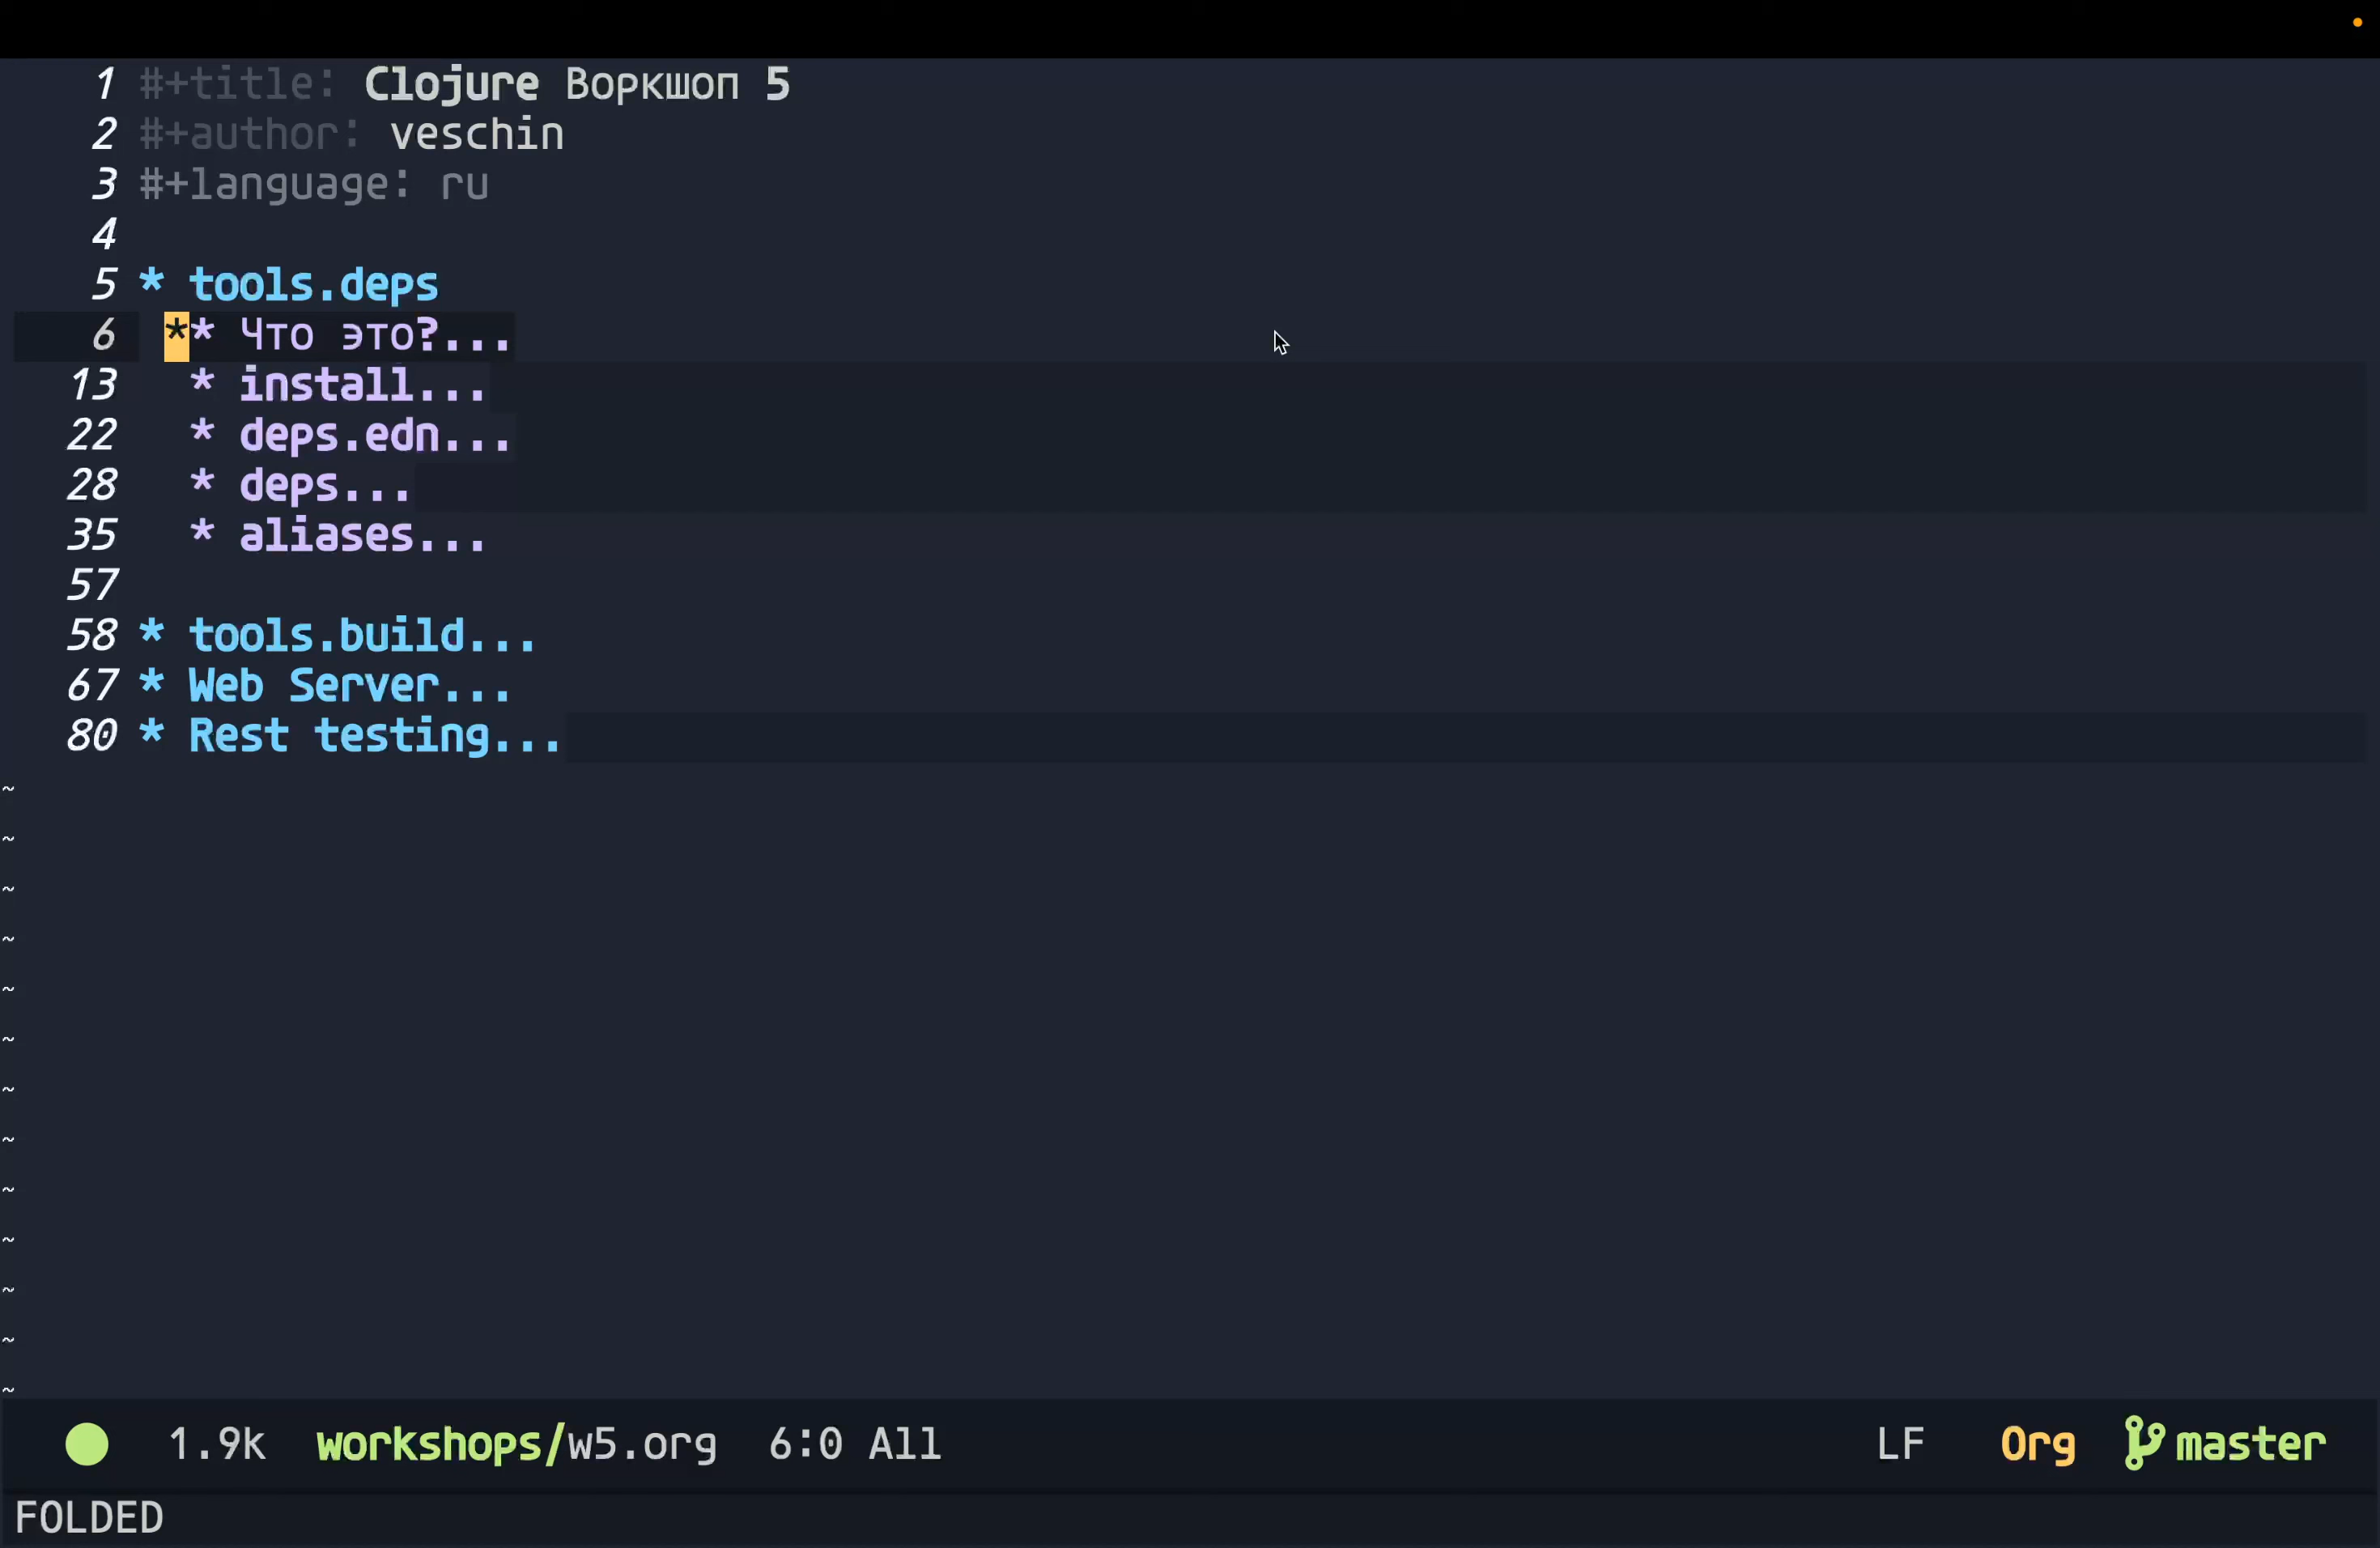 1 #+title: Clojure Воркшоп 5
2 #+author: veschin
3 #+language: ru
4
5 * tools.deps
6 ** Что это?...
13 * install...
22 * deps.edn...
28 * deps...
35 * aliases...
57
58 * tools.build...
67 * Web Server...
80 * Rest testing...
~
~
~
~
~
~
~
~
~
~
~
~
~
1.9k workshops/w5.org 6:0 All LF Org master
FOLDED